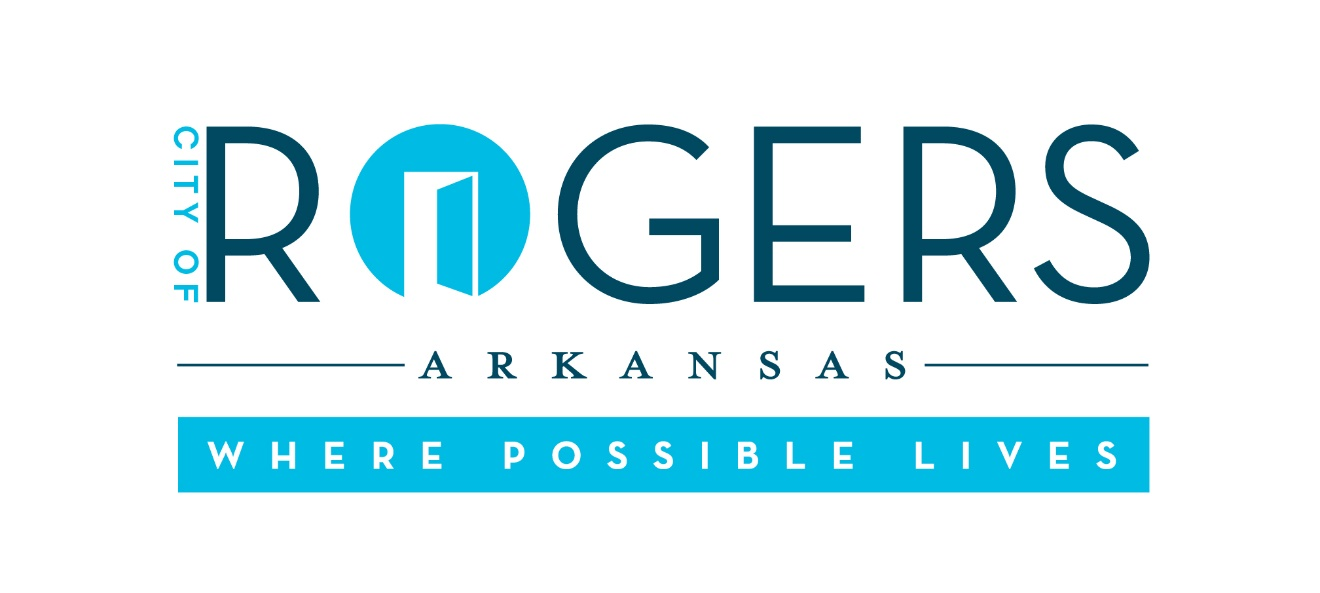 CITY OF
ROGERS
ARKANSAS
WHERE POSSIBLE LIVES